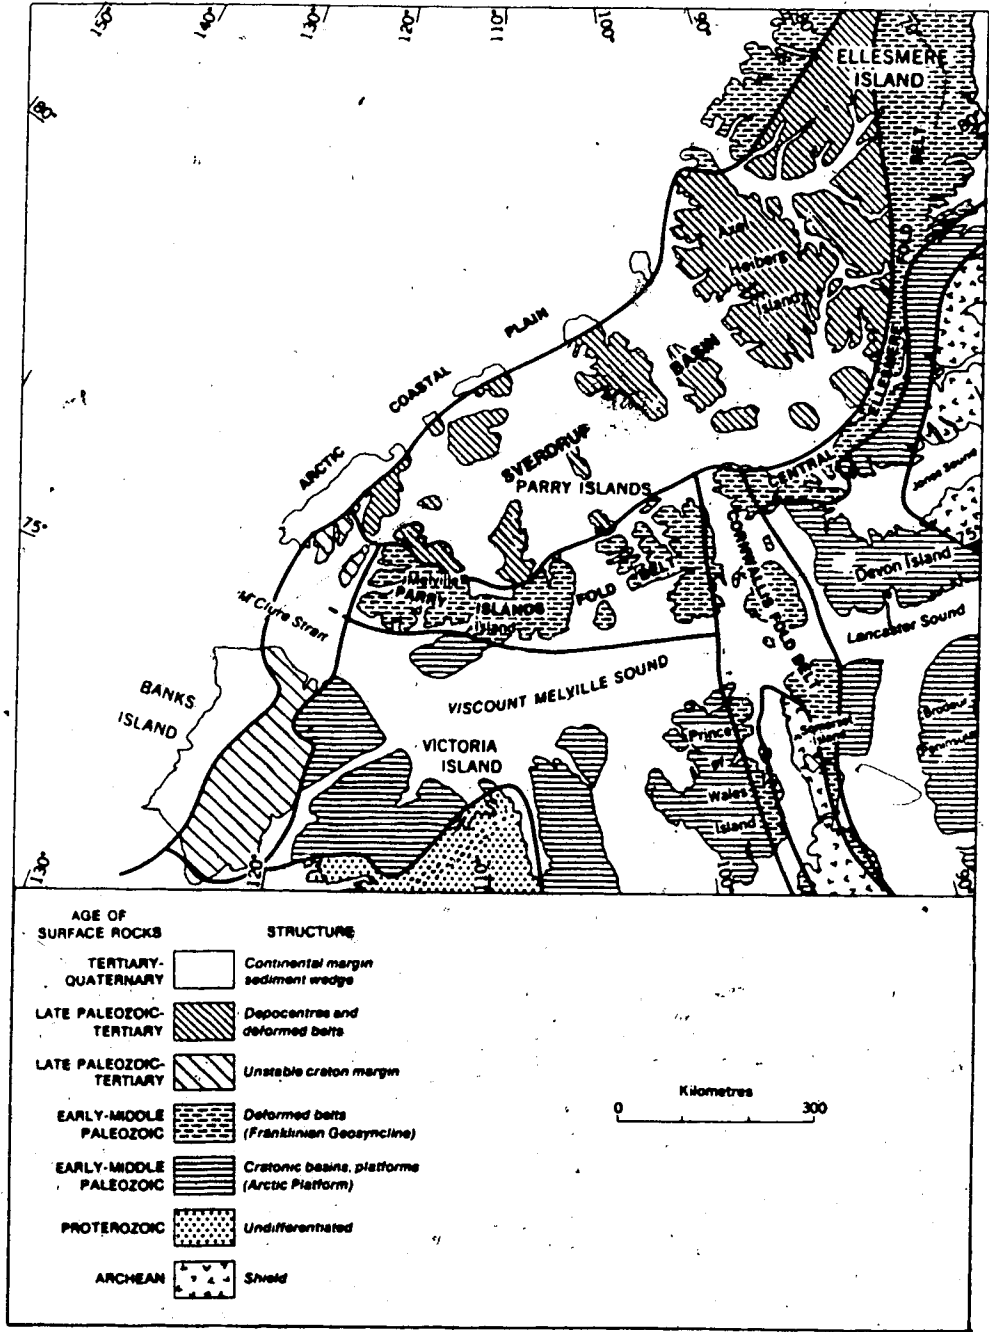 150°
140°
130°
120°
110°
100°
90°
80°
ELLESMERE
ISLAND
BELT
FOLD
ELLESMERE
CENTRAL
Axel
Heiberg
Island
PLAIN
COASTAL
ARCTIC
BASIN
SVERDRUP
PARRY ISLANDS
75°
Jones Sound
75°
CORNWALLIS FOLD BELT
Devon Island
Lancaster Sound
Melville
PARRY
ISLANDS
Island
FOLD
BELT
M'Clure Strait
BANKS
ISLAND
VISCOUNT MELVILLE SOUND
VICTORIA
ISLAND
Prince
of
Wales
Island
Somerset
Island
Brodeur
Peninsula
130°
120°
110°
90°
AGE OF
SURFACE ROCKS
STRUCTURE
TERTIARY-
QUATERNARY
Continental margin
sediment wedge
LATE PALEOZOIC-
TERTIARY
Depocentres and
deformed belts
LATE PALEOZOIC-
TERTIARY
Unstable craton margin
EARLY-MIDDLE
PALEOZOIC
Deformed belts
(Franklinian Geosyncline)
EARLY-MIDDLE
PALEOZOIC
Cratonic basins, platforms
(Arctic Platform)
PROTEROZOIC
Undifferentiated
ARCHEAN
Shield
Kilometres
0 300